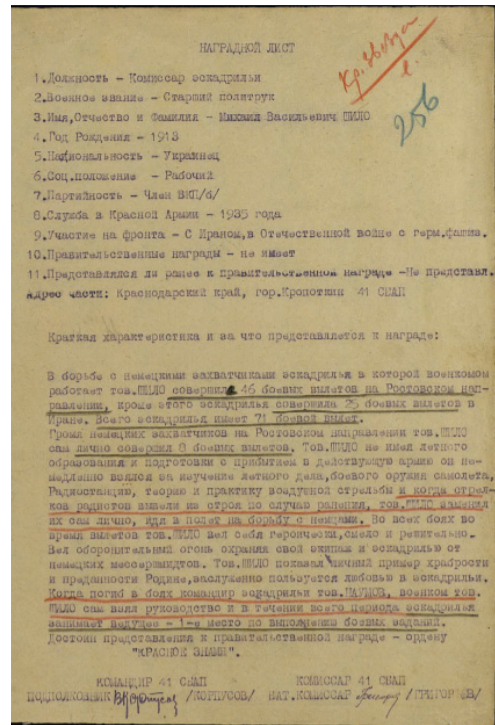 Кр. Звезда
256
НАГРАДНОЙ ЛИСТ
1.Должность - Комиссар эскадрильи
2.Военное звание - Старший политрук
3.Имя,Отчество и Фамилия - Михаил Васильевич ШИЛО
4.Год Рождения - 1913
5.Национальность - Украинец
6.Соц.положение - Рабочий
7.Партийность - Член ВКП/б/
8.Служба в Красной Армии - 1935 года
9.Участие на фронта - С Ираном,в Отечественной войне с герм.фашиз.
10.Правительственные награды - не имеет
11.Представлялся ли ранее к правительственной награде -Не представл.
Адрес части: Краснодарский край, гор.Кропоткин 41 СБАП
Краткая характеристика и за что представляется к награде:
В борьбе с немецкими захватчиками эскадрилья в которой военкомом
работает тов.ШИЛО совершила 46 боевых вылетов на Ростовском нап-
равлении, кроме этого эскадрилья совершила 25 боевых вылетов в
Иране. Всего эскадрилья имеет 71 боевой вылет.
Громя немецких захватчиков на Ростовском направлении тов.ШИЛО
сам лично совершил 8 боевых вылетов. Тов.ШИЛО не имея летного
образования и подготовки с прибытием в действующую армию он не-
медленно взялся за изучение летного дела,боевого оружия самолета,
Радиостанцию, теорию и практику воздушной стрельбы и когда стрел-
ков радистов вывели из строя по случаю ранения, тов.ШИЛО заменял
их сам лично, идя в полет на борьбу с немцами. Во всех боях во
время вылетов тов.ШИЛО вел себя героически,смело и решительно.
Вел оборонительный огонь охраняя свой экипаж и эскадрилью от
немецких мессершмидтов. Тов.ШИЛО показал личный пример храбрости
и преданности Родине,заслуженно пользуется любовью в эскадрильи.
Когда погиб в боях командир эскадрильи тов.НАУМОВ, военком тов.
ШИЛО сам взял руководство и в течении всего периода эскадрилья
занимает ведущее - 1-е место по выполнению боевых заданий.
Достоин представления к правительственной награде - ордену
"КРАСНОЕ ЗНАМЯ".
КОМАНДИР 41 СБАП КОМИССАР 41 СБАП
ПОДПОЛКОВНИК /КОРПУСОВ/ БАТ.КОМИССАР /ГРИГОРЬЕВ/